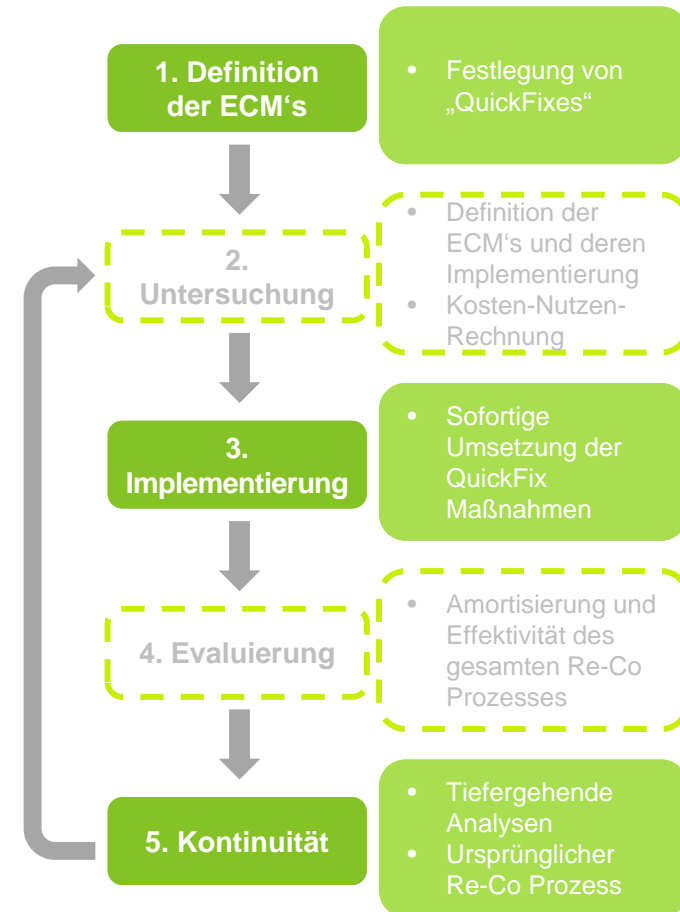 1. Definition
der ECM‘s
• Festlegung von
„QuickFixes“
2.
Untersuchung
• Definition der
ECM‘s und deren
Implementierung
• Kosten-Nutzen-
Rechnung
3.
Implementierung
• Sofortige
Umsetzung der
QuickFix
Maßnahmen
4. Evaluierung
• Amortisierung und
Effektivität des
gesamten Re-Co
Prozesses
5. Kontinuität
• Tiefergehende
Analysen
• Ursprünglicher
Re-Co Prozess